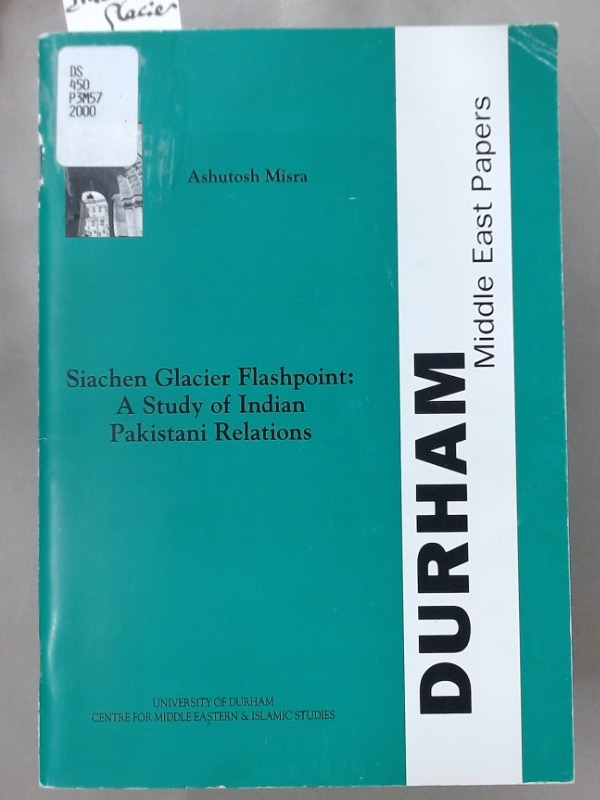 Glacier
DS
450
P3M57
2000
Ashutosh Misra
Siachen Glacier Flashpoint:
A Study of Indian
Pakistani Relations
UNIVERSITY OF DURHAM
CENTRE FOR MIDDLE EASTERN & ISLAMIC STUDIES
DURHAM
Middle East Papers